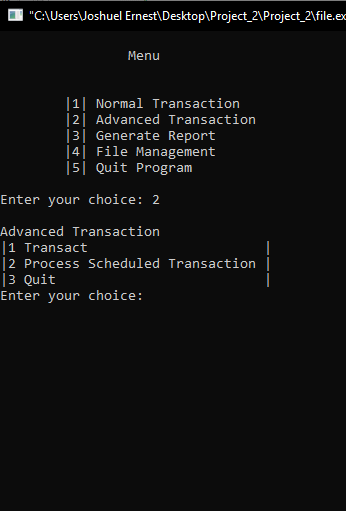 "C:\Users\Joshuel Ernest\Desktop\Project_2\Project_2\file.ex
Menu
|1| Normal Transaction
|2| Advanced Transaction
|3| Generate Report
|4| File Management
|5| Quit Program
Enter your choice: 2
Advanced Transaction
|1 Transact |
|2 Process Scheduled Transaction |
|3 Quit |
Enter your choice: